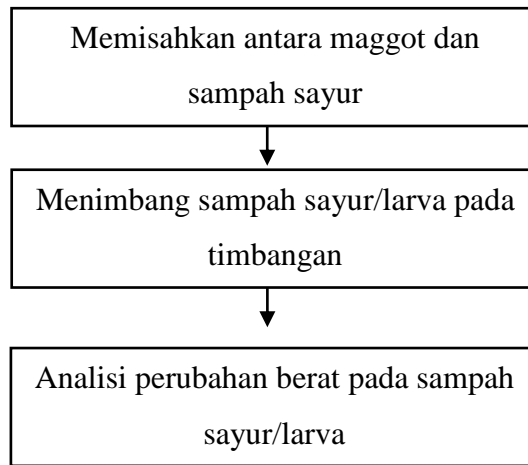 Memisahkan antara maggot dan
sampah sayur
Menimbang sampah sayur/larva pada
timbangan
Analisi perubahan berat pada sampah
sayur/larva